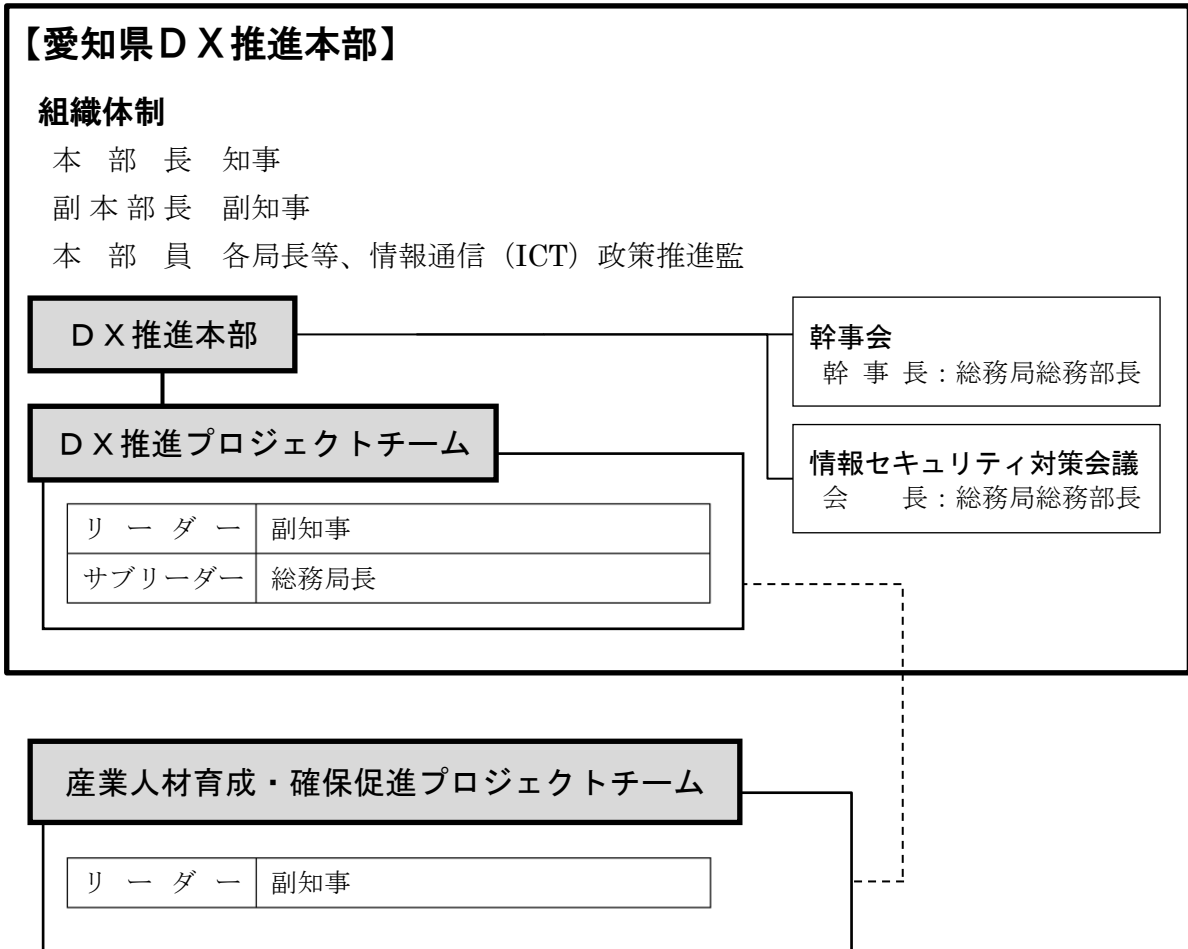 【愛知県ＤＸ推進本部】
組織体制
本　部　長　知事
副 本 部 長　副知事
本　部　員　各局長等、情報通信（ICT）政策推進監
ＤＸ推進本部
幹事会
幹　事　長：総務局総務部長
ＤＸ推進プロジェクトチーム
情報セキュリティ対策会議
会　　　長：総務局総務部長
リ　ー　ダ　ー　副知事
サブリーダー　総務局長
産業人材育成・確保促進プロジェクトチーム
リ　ー　ダ　ー　副知事